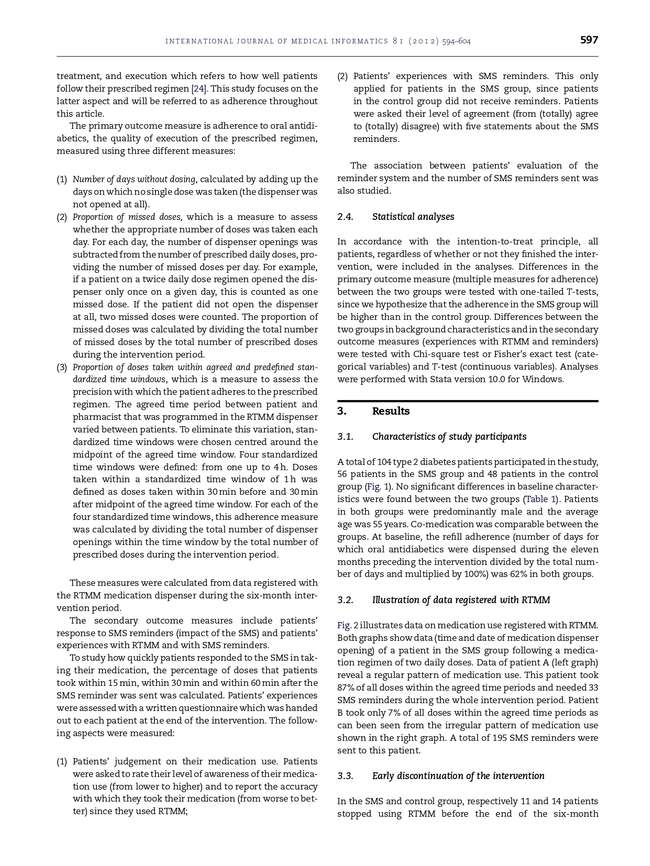 INTERNATIONAL JOURNAL OF MEDICAL INFORMATICS 81 (2012) 594–604
597
treatment, and execution which refers to how well patients
follow their prescribed regimen [24]. This study focuses on the
latter aspect and will be referred to as adherence throughout
this article.
The primary outcome measure is adherence to oral antidi-
abetics, the quality of execution of the prescribed regimen,
measured using three different measures:
(1) Number of days without dosing, calculated by adding up the
days on which no single dose was taken (the dispenser was
not opened at all).
(2) Proportion of missed doses, which is a measure to assess
whether the appropriate number of doses was taken each
day. For each day, the number of dispenser openings was
subtracted from the number of prescribed daily doses, pro-
viding the number of missed doses per day. For example,
if a patient on a twice daily dose regimen opened the dis-
penser only once on a given day, this is counted as one
missed dose. If the patient did not open the dispenser
at all, two missed doses were counted. The proportion of
missed doses was calculated by dividing the total number
of missed doses by the total number of prescribed doses
during the intervention period.
(3) Proportion of doses taken within agreed and predefined stan-
dardized time windows, which is a measure to assess the
precision with which the patient adheres to the prescribed
regimen. The agreed time period between patient and
pharmacist that was programmed in the RTMM dispenser
varied between patients. To eliminate this variation, stan-
dardized time windows were chosen centred around the
midpoint of the agreed time window. Four standardized
time windows were defined: from one up to 4 h. Doses
taken within a standardized time window of 1 h was
defined as doses taken within 30 min before and 30 min
after midpoint of the agreed time window. For each of the
four standardized time windows, this adherence measure
was calculated by dividing the total number of dispenser
openings within the time window by the total number of
prescribed doses during the intervention period.
These measures were calculated from data registered with
the RTMM medication dispenser during the six-month inter-
vention period.
The secondary outcome measures include patients'
response to SMS reminders (impact of the SMS) and patients'
experiences with RTMM and with SMS reminders.
To study how quickly patients responded to the SMS in tak-
ing their medication, the percentage of doses that patients
took within 15 min, within 30 min and within 60 min after the
SMS reminder was sent was calculated. Patients' experiences
were assessed with a written questionnaire which was handed
out to each patient at the end of the intervention. The follow-
ing aspects were measured:
(1) Patients' judgement on their medication use. Patients
were asked to rate their level of awareness of their medica-
tion use (from lower to higher) and to report the accuracy
with which they took their medication (from worse to bet-
ter) since they used RTMM;
(2) Patients' experiences with SMS reminders. This only
applied for patients in the SMS group, since patients
in the control group did not receive reminders. Patients
were asked their level of agreement (from (totally) agree
to (totally) disagree) with five statements about the SMS
reminders.
The association between patients' evaluation of the
reminder system and the number of SMS reminders sent was
also studied.
2.4. Statistical analyses
In accordance with the intention-to-treat principle, all
patients, regardless of whether or not they finished the inter-
vention, were included in the analyses. Differences in the
primary outcome measure (multiple measures for adherence)
between the two groups were tested with one-tailed T-tests,
since we hypothesize that the adherence in the SMS group will
be higher than in the control group. Differences between the
two groups in background characteristics and in the secondary
outcome measures (experiences with RTMM and reminders)
were tested with Chi-square test or Fisher's exact test (cate-
gorical variables) and T-test (continuous variables). Analyses
were performed with Stata version 10.0 for Windows.
3. Results
3.1. Characteristics of study participants
A total of 104 type 2 diabetes patients participated in the study,
56 patients in the SMS group and 48 patients in the control
group (Fig. 1). No significant differences in baseline character-
istics were found between the two groups (Table 1). Patients
in both groups were predominantly male and the average
age was 55 years. Co-medication was comparable between the
groups. At baseline, the refill adherence (number of days for
which oral antidiabetics were dispensed during the eleven
months preceding the intervention divided by the total num-
ber of days and multiplied by 100%) was 62% in both groups.
3.2. Illustration of data registered with RTMM
Fig. 2 illustrates data on medication use registered with RTMM.
Both graphs show data (time and date of medication dispenser
opening) of a patient in the SMS group following a medica-
tion regimen of two daily doses. Data of patient A (left graph)
reveal a regular pattern of medication use. This patient took
87% of all doses within the agreed time periods and needed 33
SMS reminders during the whole intervention period. Patient
B took only 7% of all doses within the agreed time periods as
can been seen from the irregular pattern of medication use
shown in the right graph. A total of 195 SMS reminders were
sent to this patient.
3.3. Early discontinuation of the intervention
In the SMS and control group, respectively 11 and 14 patients
stopped using RTMM before the end of the six-month